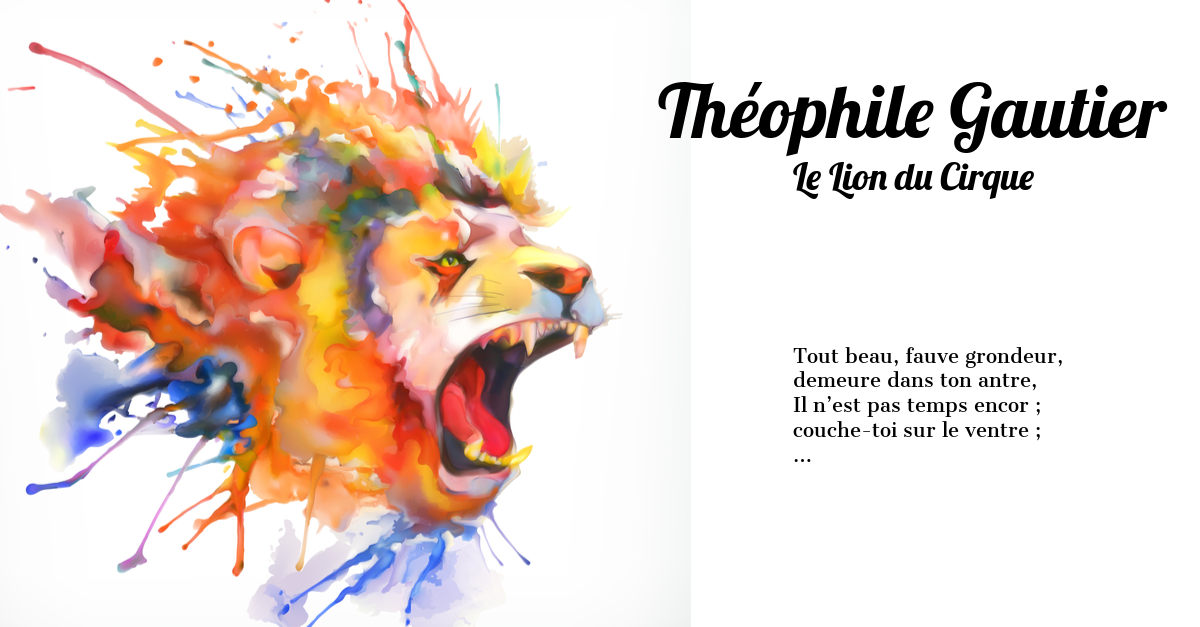 Théophile Gautier
Le Lion du Cirque
Tout beau, fauve grondeur,
demeure dans ton antre,
Il n’est pas temps encor ;
couche-toi sur le ventre ;
...